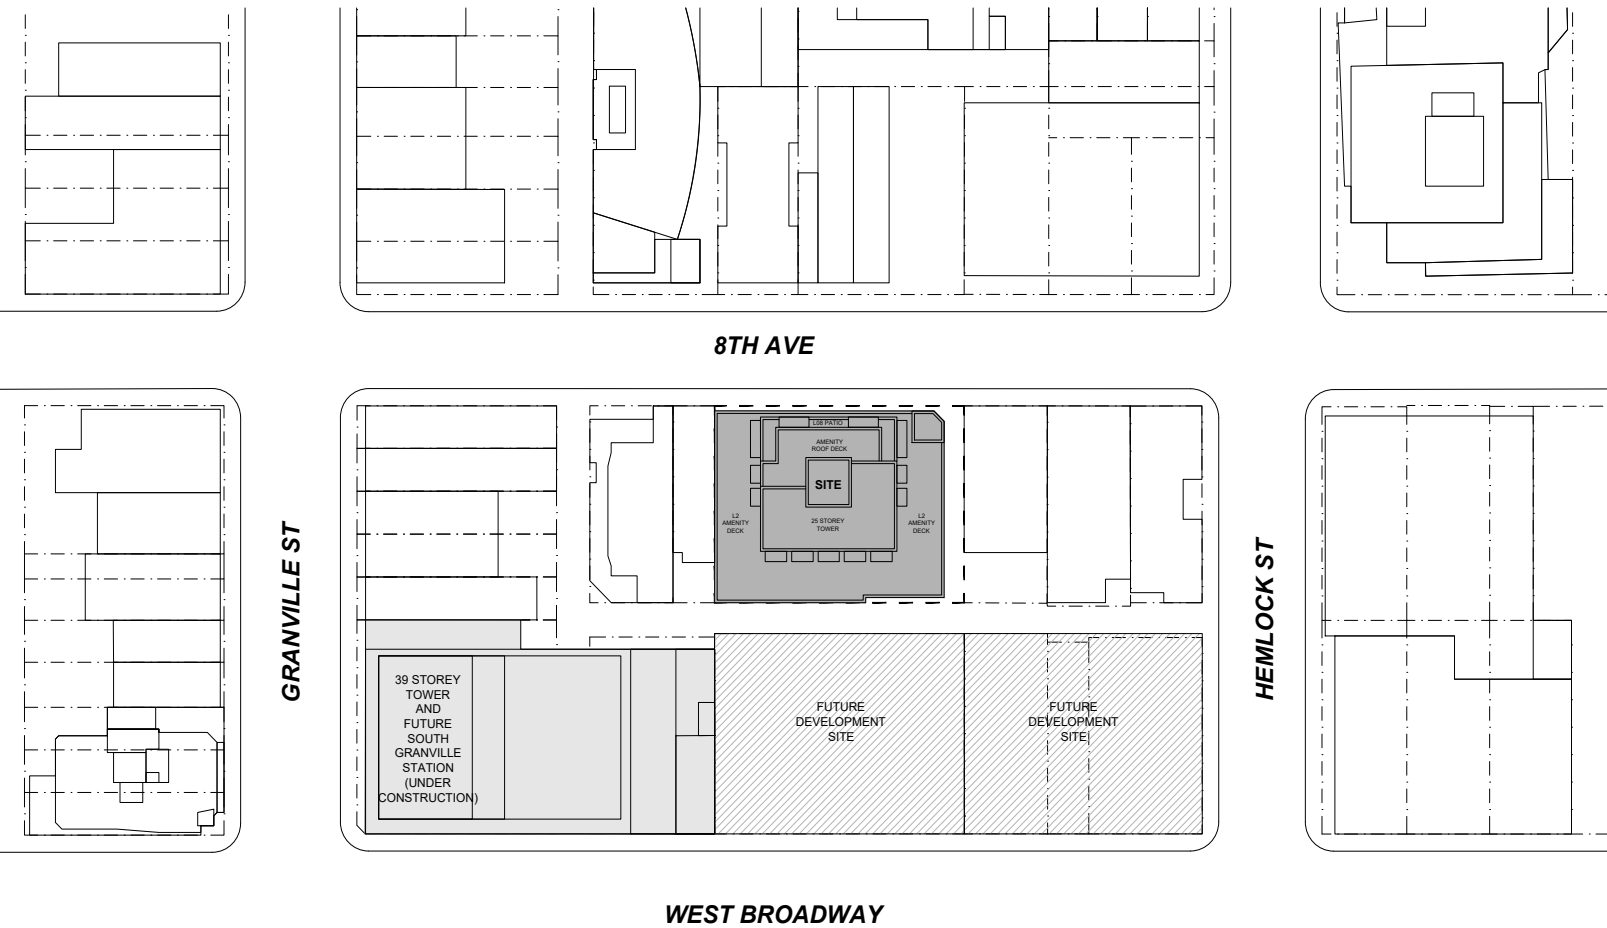 8TH AVE
L08 PATIO
AMENITY
ROOF DECK
SITE
L2
AMENITY
DECK
25 STOREY
TOWER
L2
AMENITY
DECK
GRANVILLE ST
HEMLOCK ST
39 STOREY
TOWER
AND
FUTURE
SOUTH
GRANVILLE
STATION
(UNDER
CONSTRUCTION)
FUTURE
DEVELOPMENT
SITE
FUTURE
DEVELOPMENT
SITE
WEST BROADWAY